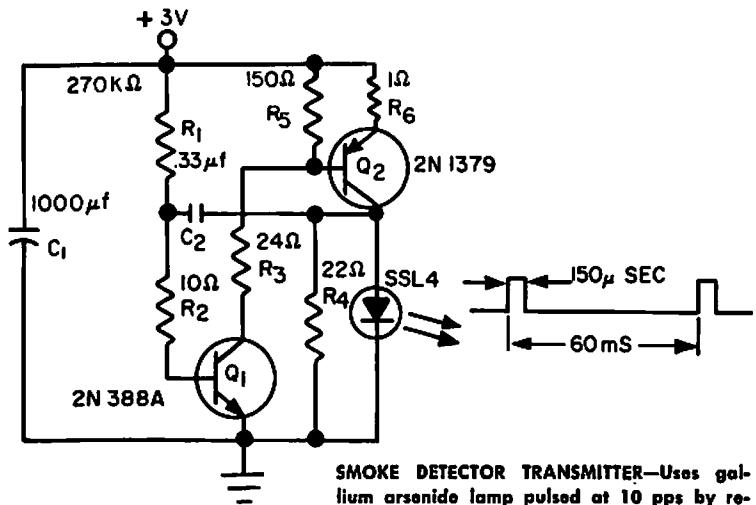 + 3V
270KΩ
150Ω
1Ω
R1
R5
R6
.33µf
Q2
2N 1379
1000µf
C1
C2
24Ω
R3
22Ω
R4
SSL4
150µ SEC
10Ω
R2
60mS
Q1
2N 388A
SMOKE DETECTOR TRANSMITTER—Uses gal-
lium arsenide lamp pulsed at 10 pps by re-